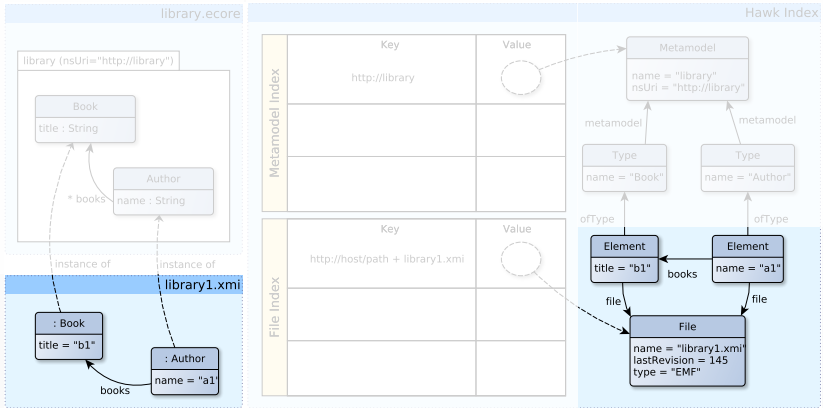 library.ecore
Hawk Index
library (nsUri="http://library")
Book
title : String
Author
name : String
* books
instance of
instance of
library1.xmi
: Book
title = "b1"
: Author
name = "a1"
books
Metamodel Index
Key
Value
http://library
File Index
Key
Value
http://host/path + library1.xmi
Metamodel
name = "library"
nsUri = "http://library"
metamodel
metamodel
Type
name = "Book"
Type
name = "Author"
ofType
ofType
Element
title = "b1"
Element
name = "a1"
books
file
file
File
name = "library1.xmi"
lastRevision = 145
type = "EMF"